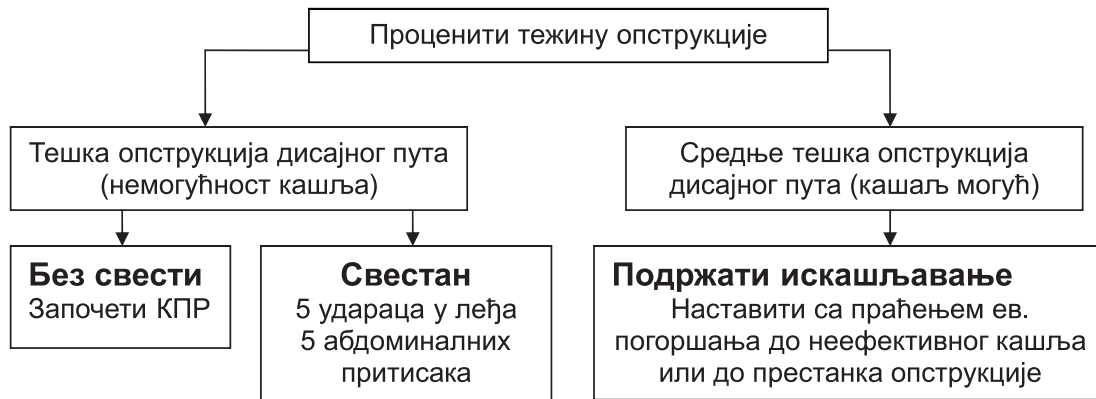 Проценити тежину опструкције
Тешка опструкција дисајног пута
(немогућност кашља)
Средње тешка опструкција
дисајног пута (кашаљ могућ)
Без свести
Започети КПР
Свестан
5 удараца у леђа
5 абдоминалних
притисака
Подржати искашљавање
Наставити са праћењем ев.
погоршања до неефективног кашља
или до престанка опструкције